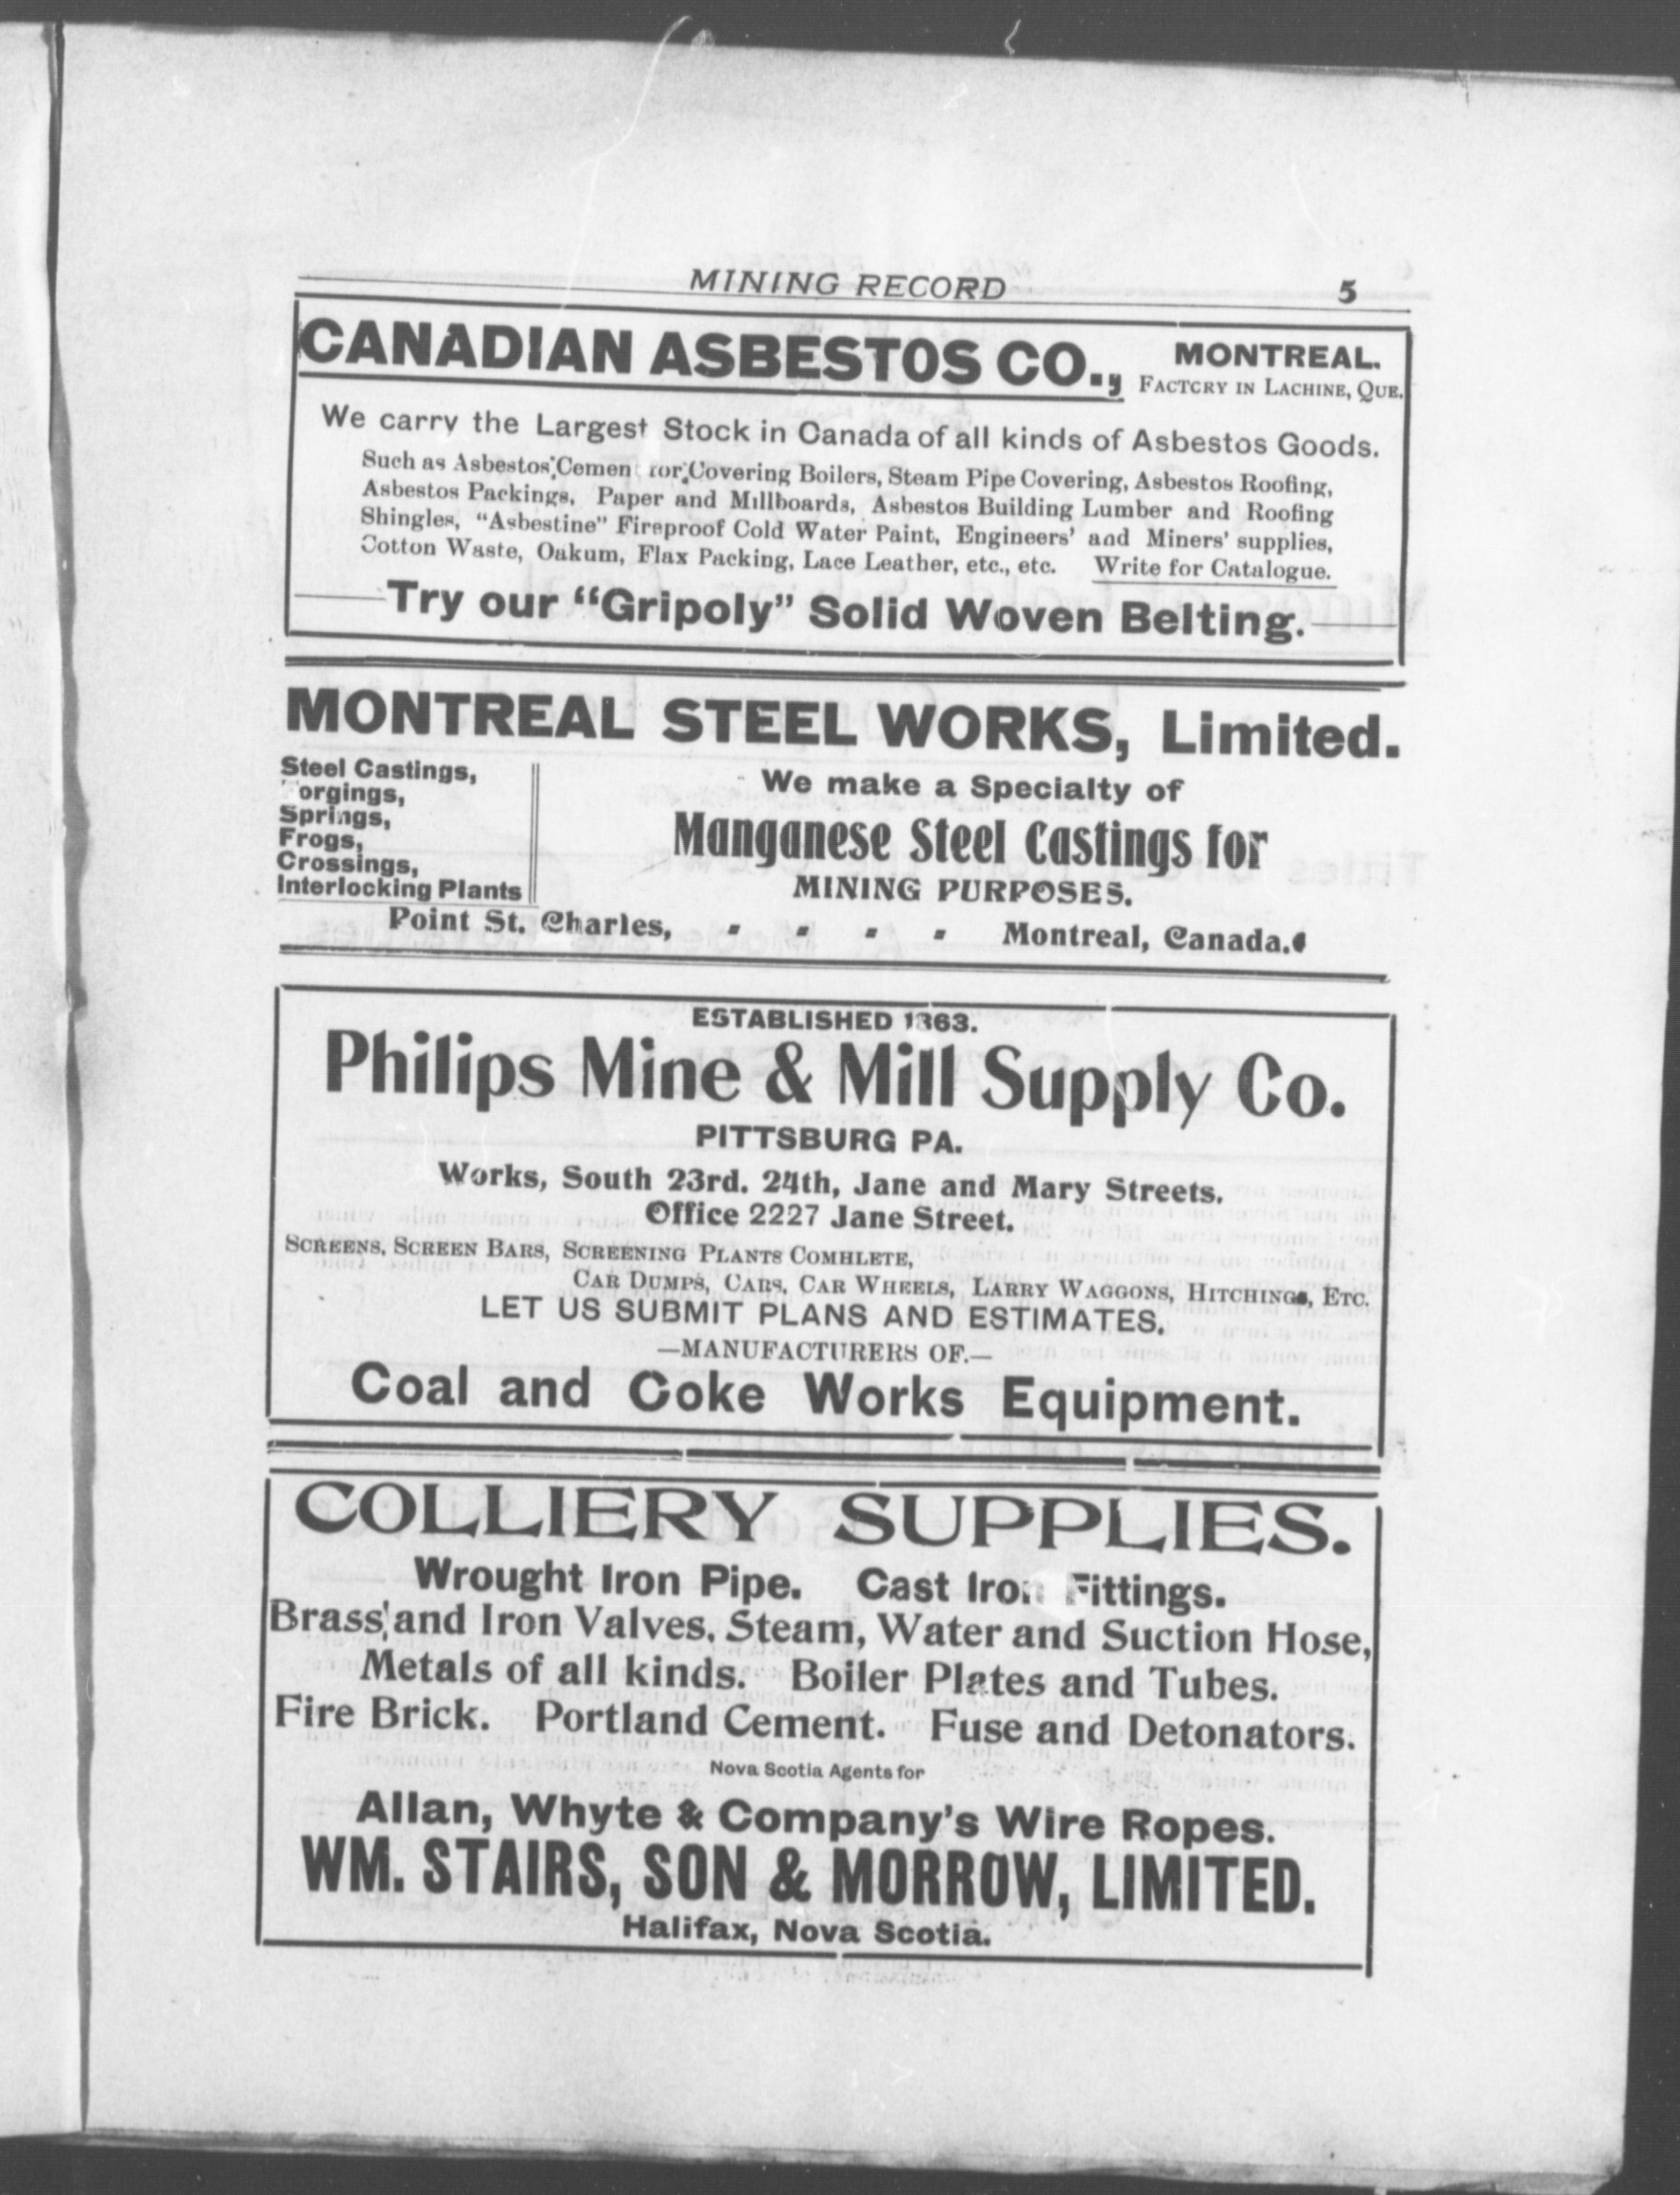 MINING RECORD 5
CANADIAN ASBESTOS CO., MONTREAL.
FACTCRY IN LACHINE, QUE.
We carry the Largest Stock in Canada of all kinds of Asbestos Goods.
Such as Asbestos Cement for Covering Boilers, Steam Pipe Covering, Asbestos Roofing,
Asbestos Packings, Paper and Millboards, Asbestos Building Lumber and Roofing
Shingles, "Asbestine" Fireproof Cold Water Paint, Engineers' and Miners' supplies,
Cotton Waste, Oakum, Flax Packing, Lace Leather, etc., etc. Write for Catalogue.
Try our "Gripoly" Solid Woven Belting.
MONTREAL STEEL WORKS, Limited.
Steel Castings,
orgings,
Springs,
Frogs,
Crossings,
Interlocking Plants
We make a Specialty of
Manganese Steel Castings for
MINING PURPOSES.
Point St. Charles, - - - - Montreal, Canada.
ESTABLISHED 1863.
Philips Mine & Mill Supply Co.
PITTSBURG PA.
Works, South 23rd. 24th, Jane and Mary Streets.
Office 2227 Jane Street.
SCREENS, SCREEN BARS, SCREENING PLANTS COMHLETE,
CAR DUMPS, CARS, CAR WHEELS, LARRY WAGGONS, HITCHINGS, ETC.
LET US SUBMIT PLANS AND ESTIMATES.
—MANUFACTURERS OF.—
Coal and Coke Works Equipment.
COLLIERY SUPPLIES.
Wrought Iron Pipe. Cast Iron Fittings.
Brass and Iron Valves, Steam, Water and Suction Hose,
Metals of all kinds. Boiler Plates and Tubes.
Fire Brick. Portland Cement. Fuse and Detonators.
Nova Scotia Agents for
Allan, Whyte & Company's Wire Ropes.
WM. STAIRS, SON & MORROW, LIMITED.
Halifax, Nova Scotia.